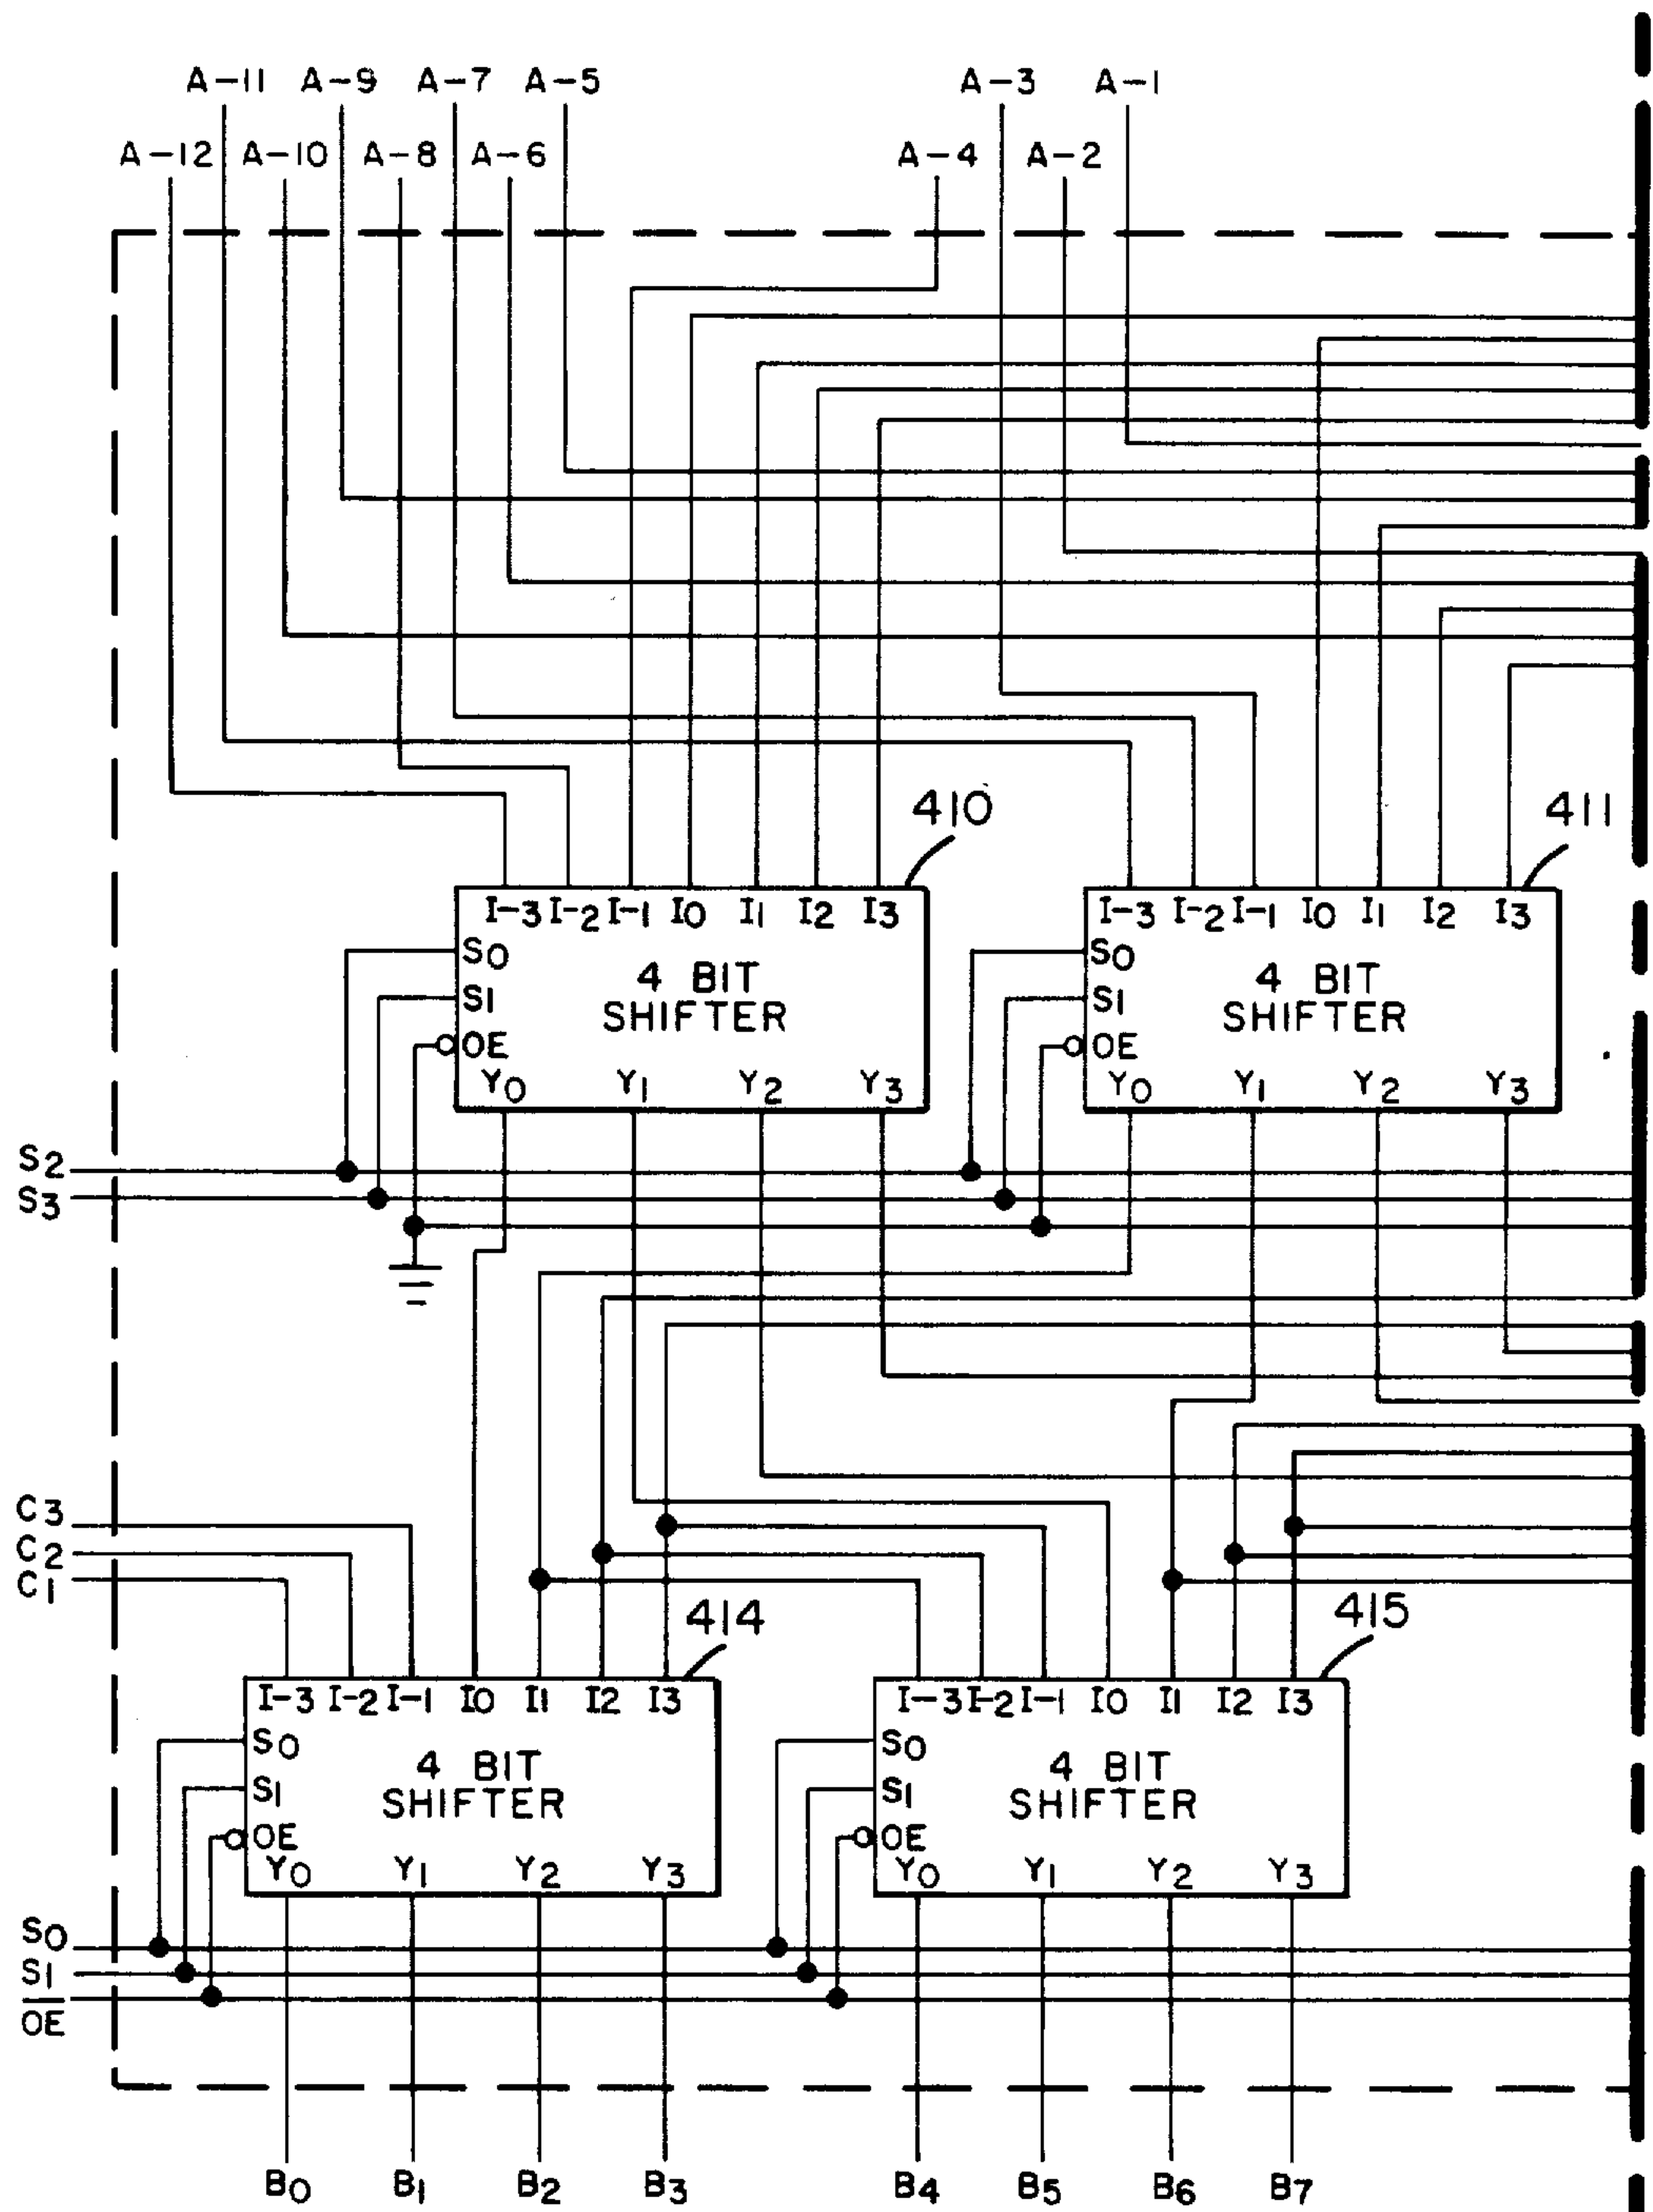 A-11 A-9 A-7 A-5 A-3 A-1
A-12 A-10 A-8 A-6 A-4 A-2
410 411
I-3 I-2 I-1 I0 I1 I2 I3
S0
S1
OE
4 BIT
SHIFTER
Y0 Y1 Y2 Y3
I-3 I-2 I-1 I0 I1 I2 I3
S0
S1
OE
4 BIT
SHIFTER
Y0 Y1 Y2 Y3
S2
S3
C3
C2
C1
414 415
I-3 I-2 I-1 I0 I1 I2 I3
S0
S1
OE
4 BIT
SHIFTER
Y0 Y1 Y2 Y3
I-3 I-2 I-1 I0 I1 I2 I3
S0
S1
OE
4 BIT
SHIFTER
Y0 Y1 Y2 Y3
S0
S1
O̅E̅
B0 B1 B2 B3 B4 B5 B6 B7